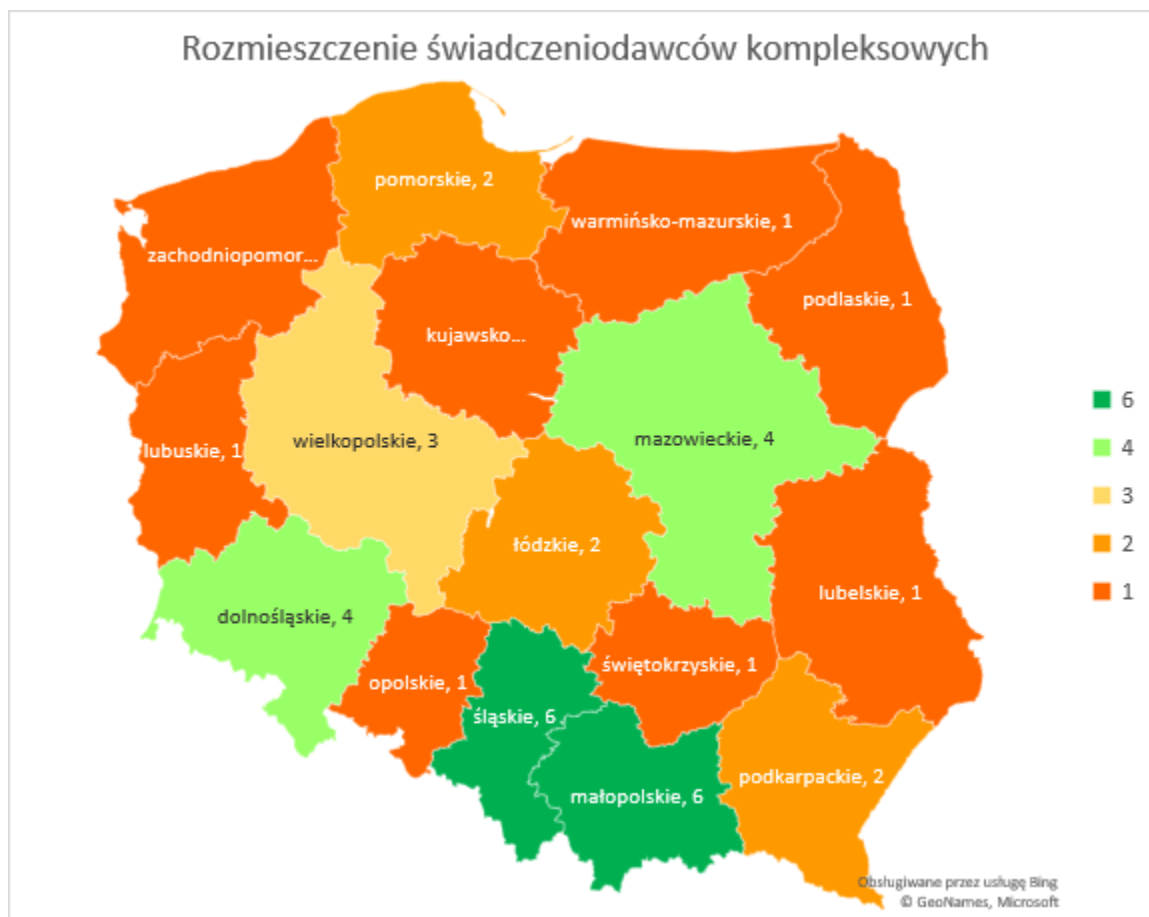 Rozmieszczenie świadczeniodawców kompleksowych
pomorskie, 2
warmińsko-mazurskie, 1
zachodniopomor...
podlaskie, 1
kujawsko...
6
4
3
2
1
wielkopolskie, 3
mazowieckie, 4
lubuskie, 1
łódzkie, 2
lubelskie, 1
dolnośląskie, 4
świętokrzyskie, 1
opolskie, 1
śląskie, 6
podkarpackie, 2
małopolskie, 6
Obsługiwane przez usługę Bing
© GeoNames, Microsoft